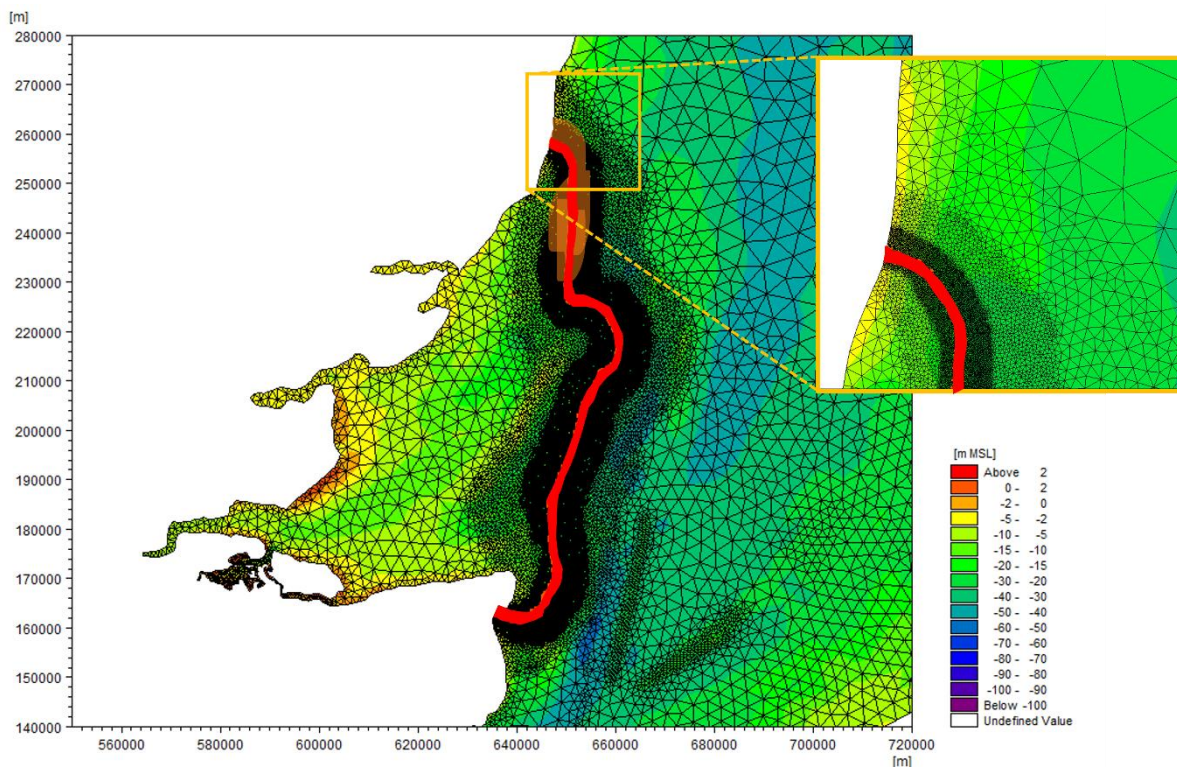 [m]
280000
270000
260000
250000
240000
230000
220000
210000
200000
190000
180000
170000
160000
150000
140000
560000 580000 600000 620000 640000 660000 680000 700000 720000
[m]
[m MSL]
Above 2
0 - 2
-2 - 0
-5 - -2
-10 - -5
-15 - -10
-20 - -15
-30 - -20
-40 - -30
-50 - -40
-60 - -50
-70 - -60
-80 - -70
-90 - -80
-100 - -90
Below -100
Undefined Value